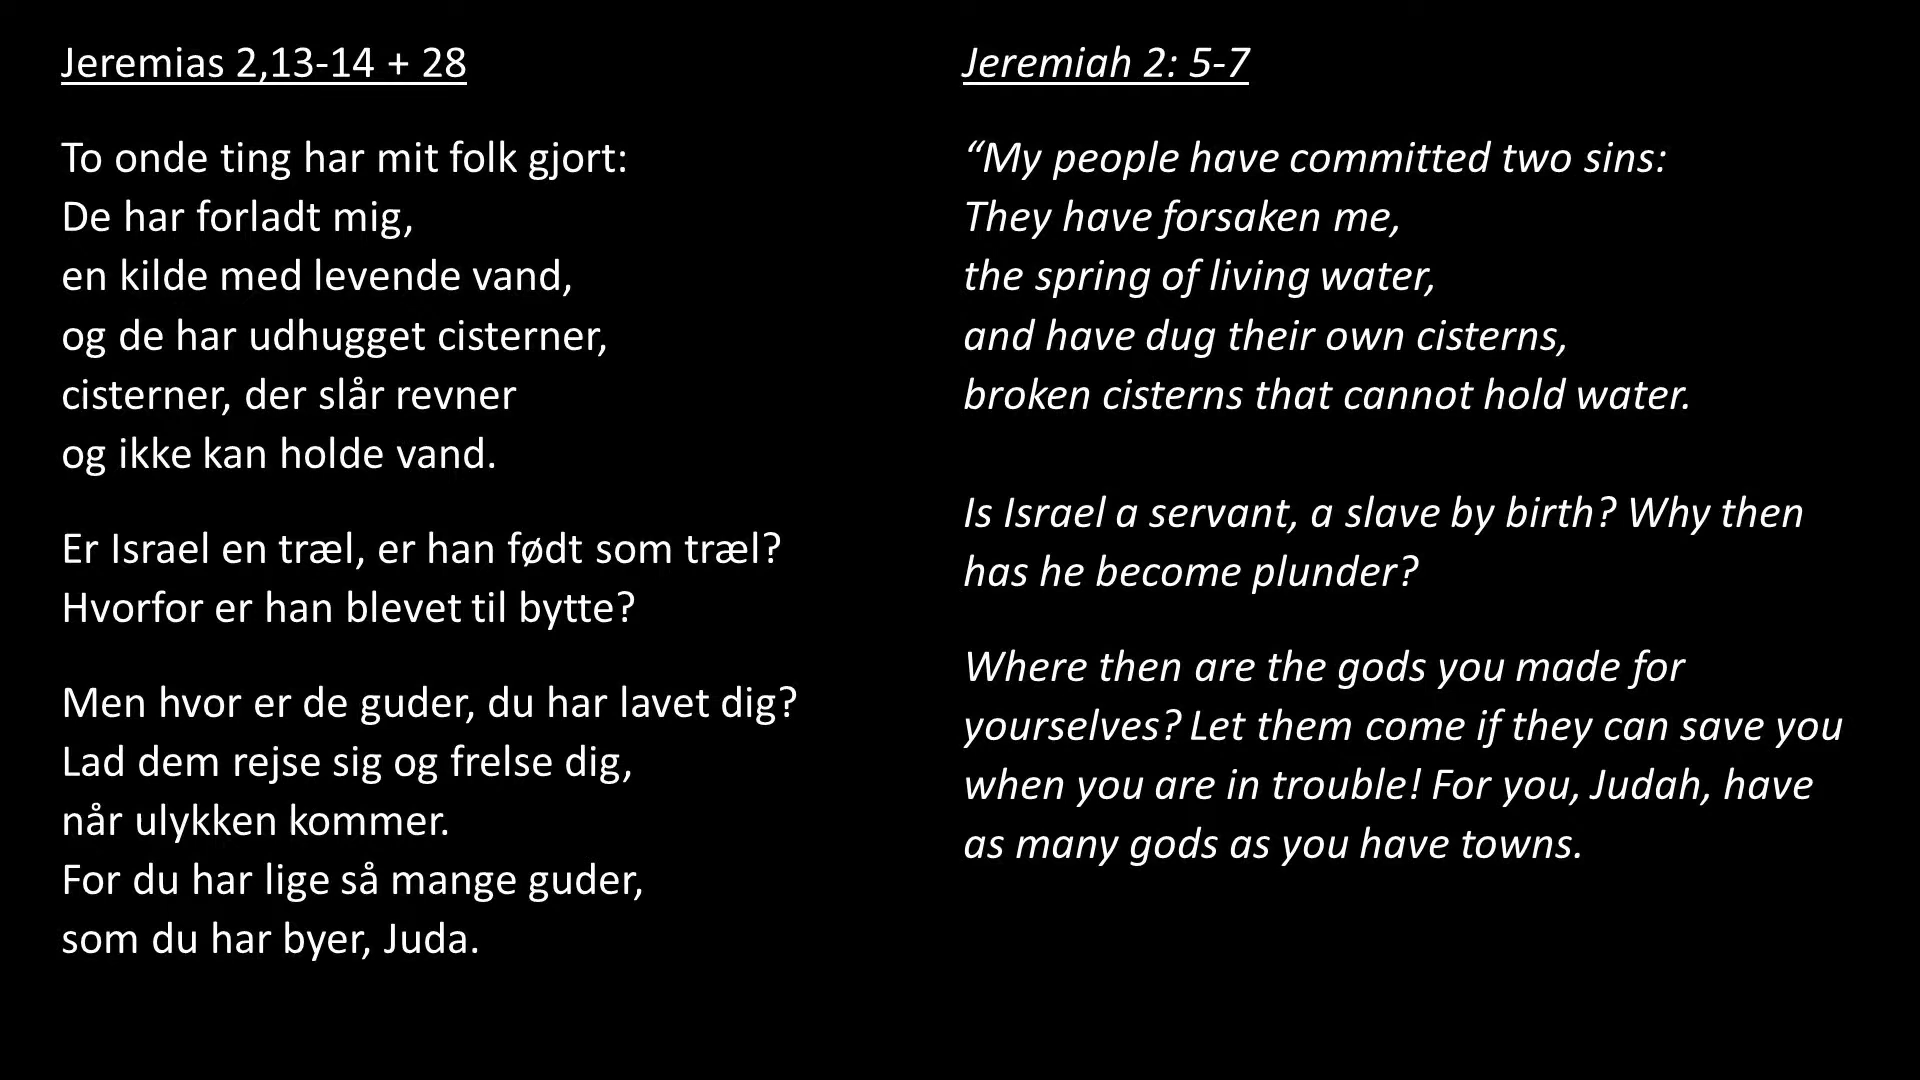 Jeremias 2,13-14 + 28
To onde ting har mit folk gjort:
De har forladt mig,
en kilde med levende vand,
og de har udhugget cisterner,
cisterner, der slår revner
og ikke kan holde vand.
Er Israel en træl, er han født som træl?
Hvorfor er han blevet til bytte?
Men hvor er de guder, du har lavet dig?
Lad dem rejse sig og frelse dig,
når ulykken kommer.
For du har lige så mange guder,
som du har byer, Juda.
Jeremiah 2: 5-7
“My people have committed two sins:
They have forsaken me,
the spring of living water,
and have dug their own cisterns,
broken cisterns that cannot hold water.
Is Israel a servant, a slave by birth? Why then
has he become plunder?
Where then are the gods you made for
yourselves? Let them come if they can save you
when you are in trouble! For you, Judah, have
as many gods as you have towns.